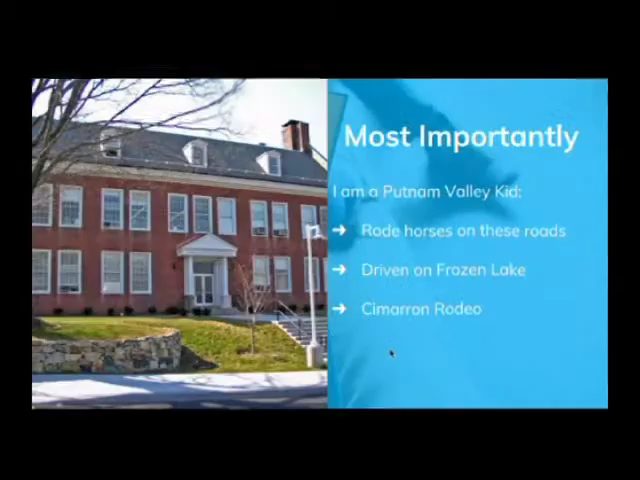 Most Importantly
I am a Putnam Valley Kid:
➜ Rode horses on these roads
➜ Driven on Frozen Lake
➜ Cimarron Rodeo